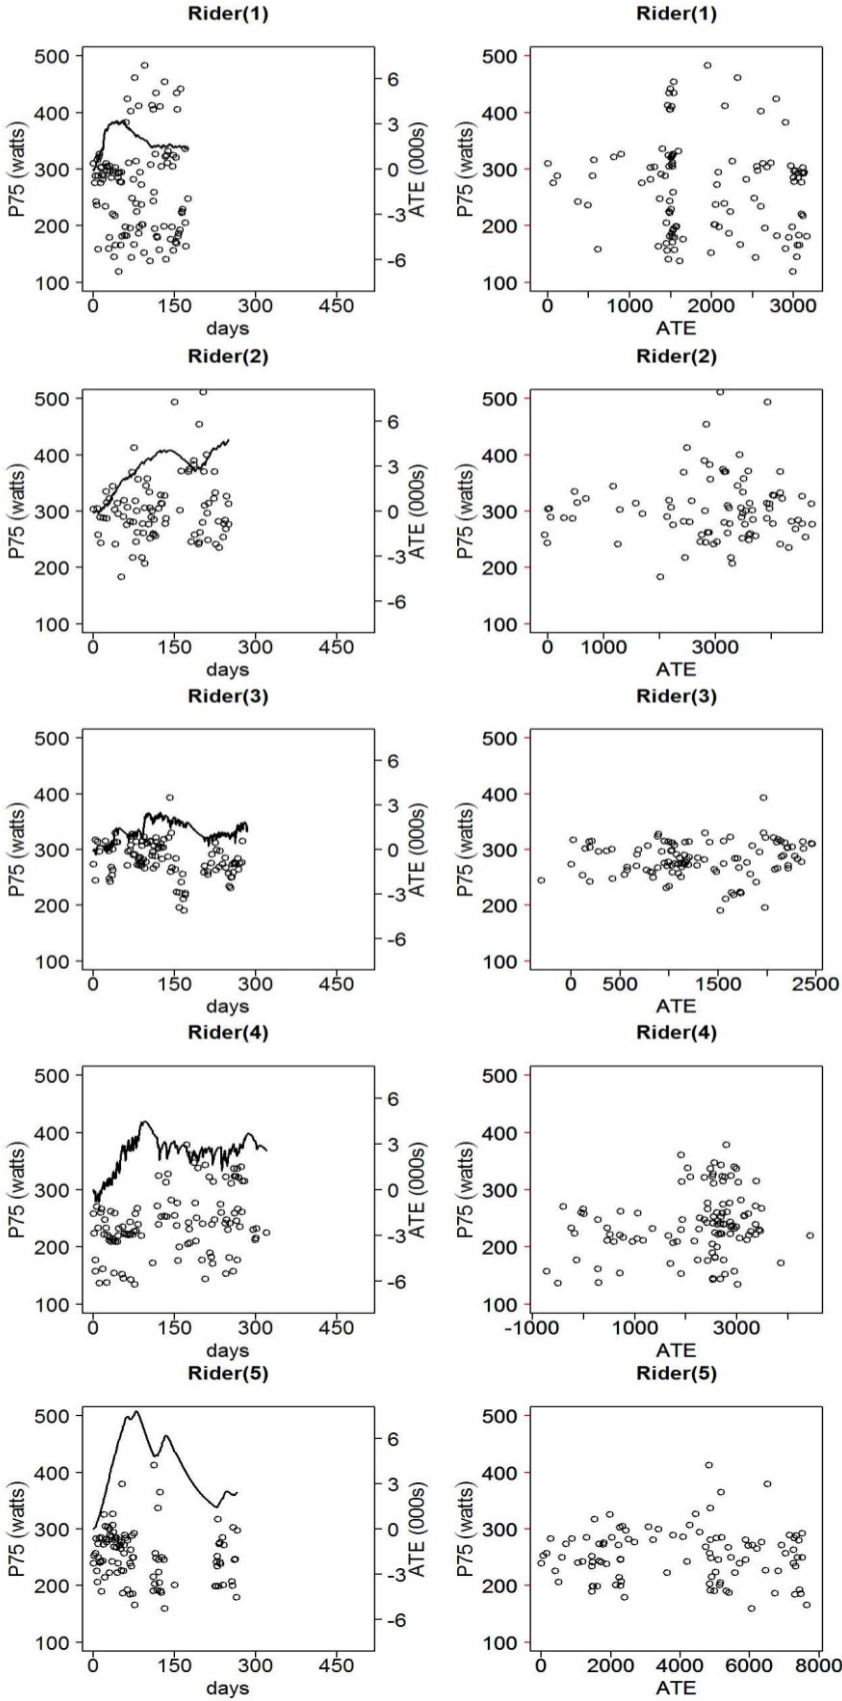 Rider(1) Rider(1)
500 6 500
400 3 400
300 0 300
200 -3 200
100 -6 100
P75 (watts) ATE (000s) P75 (watts)
0 150 300 450 0 1000 2000 3000
days ATE
Rider(2) Rider(2)
500 6 500
400 3 400
300 0 300
200 -3 200
100 -6 100
P75 (watts) ATE (000s) P75 (watts)
0 150 300 450 0 1000 3000
days ATE
Rider(3) Rider(3)
500 6 500
400 3 400
300 0 300
200 -3 200
100 -6 100
P75 (watts) ATE (000s) P75 (watts)
0 150 300 450 0 500 1500 2500
days ATE
Rider(4) Rider(4)
500 6 500
400 3 400
300 0 300
200 -3 200
100 -6 100
P75 (watts) ATE (000s) P75 (watts)
0 150 300 450 -1000 1000 3000
days ATE
Rider(5) Rider(5)
500 6 500
400 3 400
300 0 300
200 -3 200
100 -6 100
P75 (watts) ATE (000s) P75 (watts)
0 150 300 450 0 2000 4000 6000 8000
days ATE